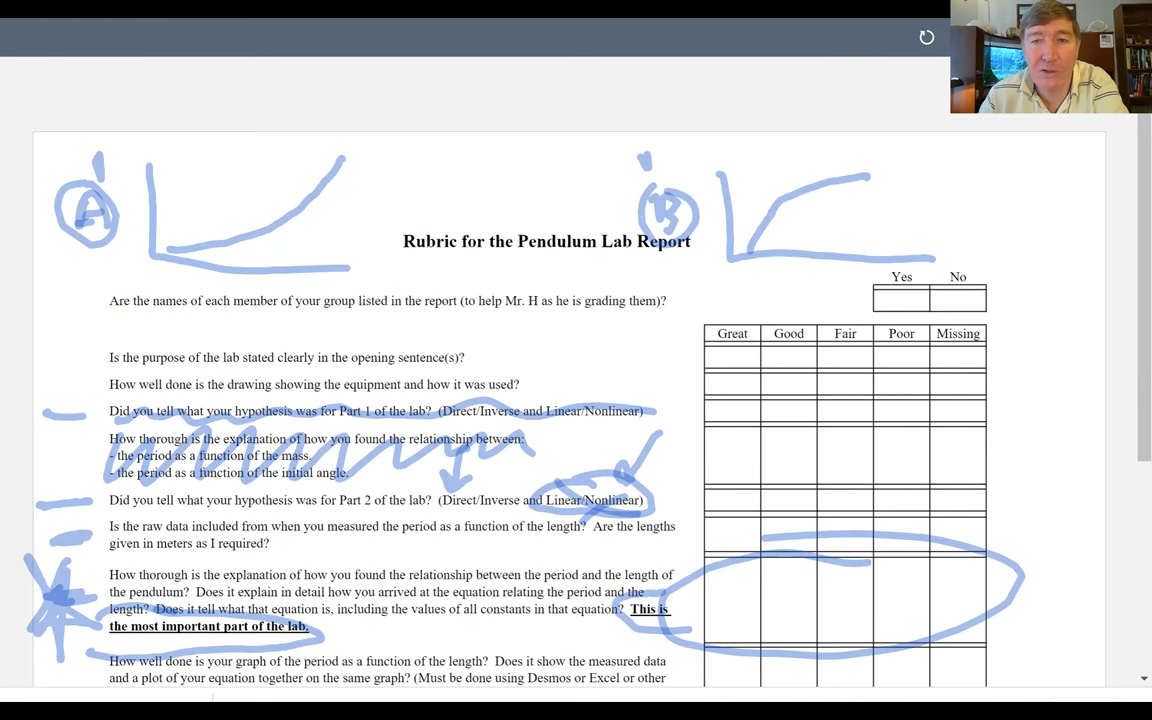 A
B
Rubric for the Pendulum Lab Report
Yes No
Are the names of each member of your group listed in the report (to help Mr. H as he is grading them)?
Great Good Fair Poor Missing
Is the purpose of the lab stated clearly in the opening sentence(s)?
How well done is the drawing showing the equipment and how it was used?
Did you tell what your hypothesis was for Part 1 of the lab? (Direct/Inverse and Linear/Nonlinear)
How thorough is the explanation of how you found the relationship between:
- the period as a function of the mass.
- the period as a function of the initial angle.
Did you tell what your hypothesis was for Part 2 of the lab? (Direct/Inverse and Linear/Nonlinear)
Is the raw data included from when you measured the period as a function of the length? Are the lengths
given in meters as I required?
How thorough is the explanation of how you found the relationship between the period and the length of
the pendulum? Does it explain in detail how you arrived at the equation relating the period and the
length? Does it tell what that equation is, including the values of all constants in that equation? This is
the most important part of the lab.
How well done is your graph of the period as a function of the length? Does it show the measured data
and a plot of your equation together on the same graph? (Must be done using Desmos or Excel or other